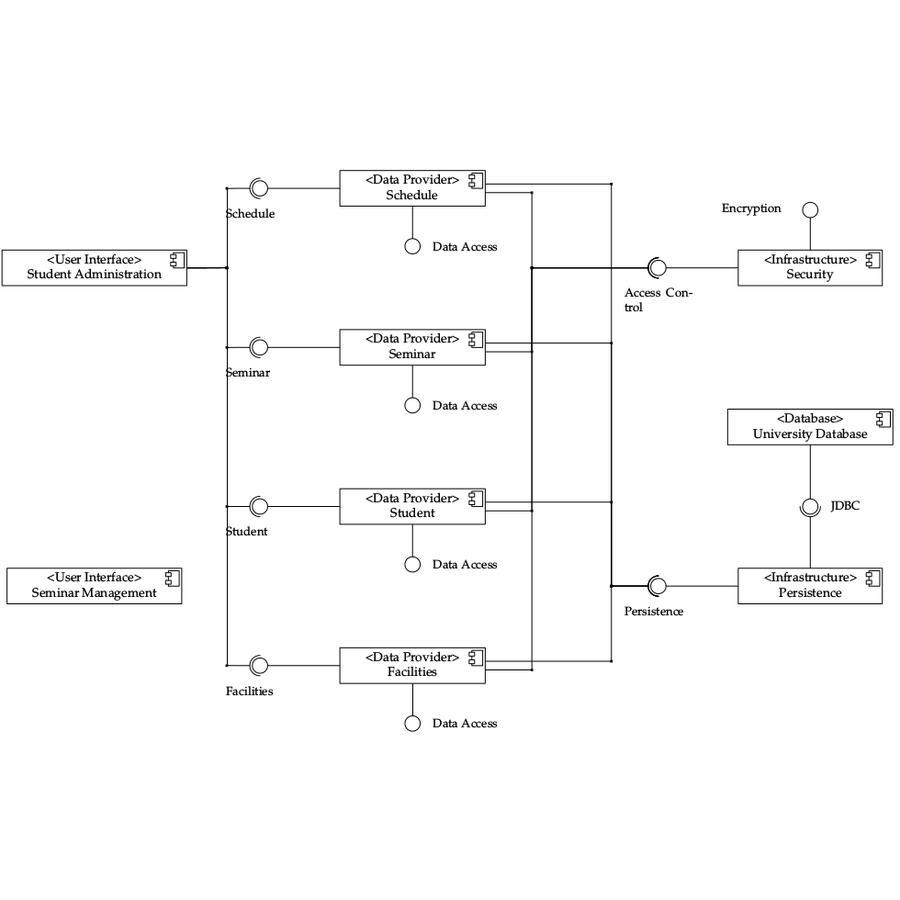 <Data Provider>
Schedule
Schedule
Data Access
Encryption
<User Interface>
Student Administration
<Infrastructure>
Security
Access Con-
trol
<Data Provider>
Seminar
Seminar
Data Access
<Database>
University Database
<Data Provider>
Student
JDBC
Student
Data Access
<User Interface>
Seminar Management
<Infrastructure>
Persistence
Persistence
<Data Provider>
Facilities
Facilities
Data Access